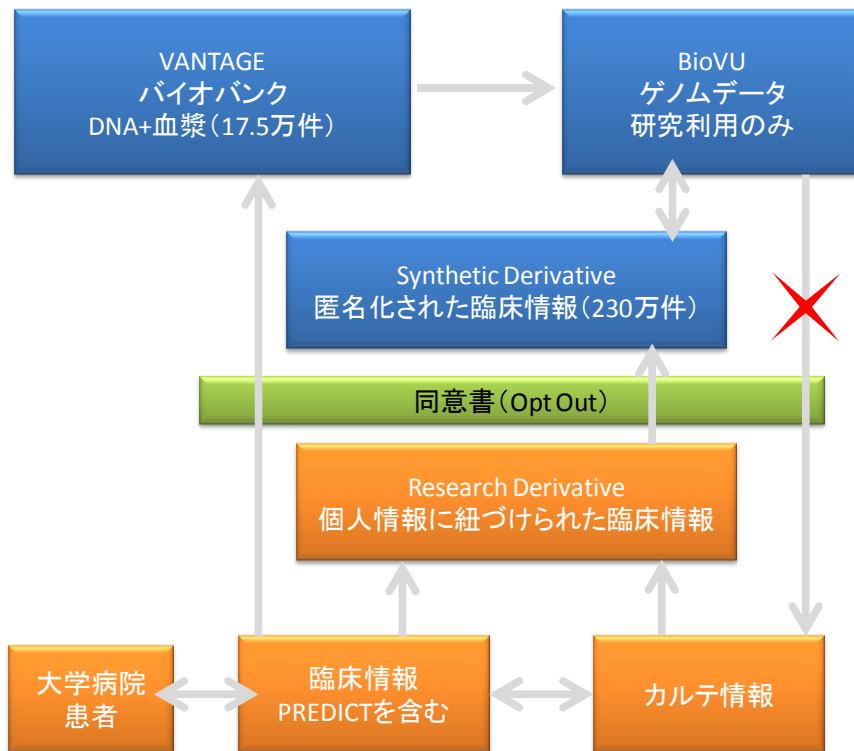 VANTAGE
バイオバンク
DNA+血漿（17.5万件）
BioVU
ゲノムデータ
研究利用のみ
Synthetic Derivative
匿名化された臨床情報（230万件）
同意書（Opt Out）
Research Derivative
個人情報に紐づけられた臨床情報
大学病院
患者
臨床情報
PREDICTを含む
カルテ情報